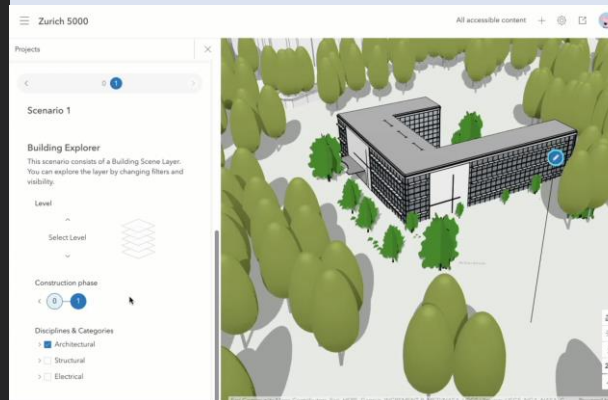 Zurich 5000
All accessible content
Projects
0 1
Scenario 1
Building Explorer
This scenario consists of a Building Scene Layer.
You can explore the layer by changing filters and
visibility.
Level
Select Level
Construction phase
0 1
Disciplines & Categories
Architectural
Structural
Electrical